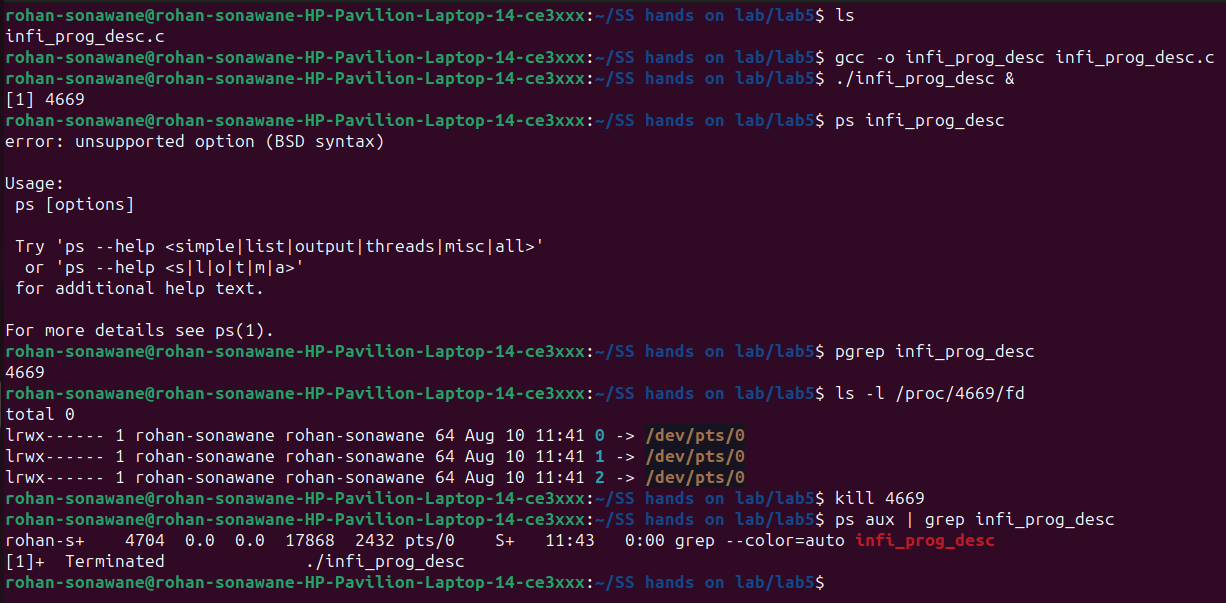 rohan-sonawane@rohan-sonawane-HP-Pavilion-Laptop-14-ce3xxx:~/SS hands on lab/lab5$ ls
infi_prog_desc.c
rohan-sonawane@rohan-sonawane-HP-Pavilion-Laptop-14-ce3xxx:~/SS hands on lab/lab5$ gcc -o infi_prog_desc infi_prog_desc.c
rohan-sonawane@rohan-sonawane-HP-Pavilion-Laptop-14-ce3xxx:~/SS hands on lab/lab5$ ./infi_prog_desc &
[1] 4669
rohan-sonawane@rohan-sonawane-HP-Pavilion-Laptop-14-ce3xxx:~/SS hands on lab/lab5$ ps infi_prog_desc
error: unsupported option (BSD syntax)

Usage:
 ps [options]

 Try 'ps --help <simple|list|output|threads|misc|all>'
  or 'ps --help <s|l|o|t|m|a>'
 for additional help text.

For more details see ps(1).
rohan-sonawane@rohan-sonawane-HP-Pavilion-Laptop-14-ce3xxx:~/SS hands on lab/lab5$ pgrep infi_prog_desc
4669
rohan-sonawane@rohan-sonawane-HP-Pavilion-Laptop-14-ce3xxx:~/SS hands on lab/lab5$ ls -l /proc/4669/fd
total 0
lrwx------ 1 rohan-sonawane rohan-sonawane 64 Aug 10 11:41 0 -> /dev/pts/0
lrwx------ 1 rohan-sonawane rohan-sonawane 64 Aug 10 11:41 1 -> /dev/pts/0
lrwx------ 1 rohan-sonawane rohan-sonawane 64 Aug 10 11:41 2 -> /dev/pts/0
rohan-sonawane@rohan-sonawane-HP-Pavilion-Laptop-14-ce3xxx:~/SS hands on lab/lab5$ kill 4669
rohan-sonawane@rohan-sonawane-HP-Pavilion-Laptop-14-ce3xxx:~/SS hands on lab/lab5$ ps aux | grep infi_prog_desc
rohan-s+    4704  0.0  0.0  17868  2432 pts/0    S+   11:43   0:00 grep --color=auto infi_prog_desc
[1]+  Terminated              ./infi_prog_desc
rohan-sonawane@rohan-sonawane-HP-Pavilion-Laptop-14-ce3xxx:~/SS hands on lab/lab5$